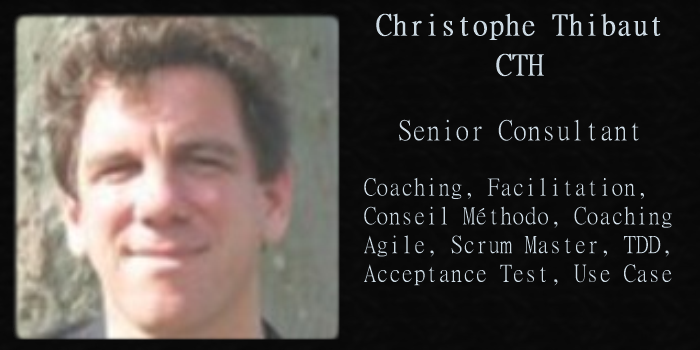 Christophe Thibaut
CTH
Senior Consultant
Coaching, Facilitation,
Conseil Méthodo, Coaching
Agile, Scrum Master, TDD,
Acceptance Test, Use Case